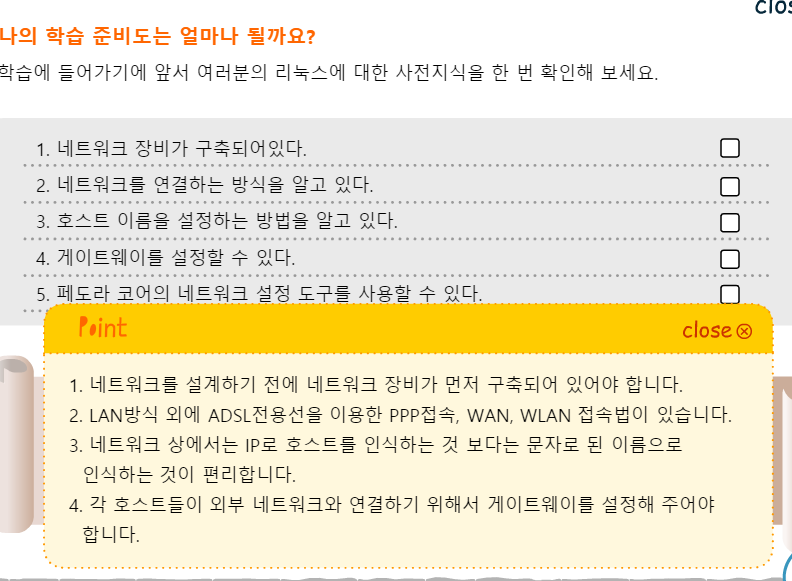 clos
나의 학습 준비도는 얼마나 될까요?
학습에 들어가기에 앞서 여러분의 리눅스에 대한 사전지식을 한 번 확인해 보세요.
1. 네트워크 장비가 구축되어있다.
2. 네트워크를 연결하는 방식을 알고 있다.
3. 호스트 이름을 설정하는 방법을 알고 있다.
4. 게이트웨이를 설정할 수 있다.
5. 페도라 코어의 네트워크 설정 도구를 사용할 수 있다.
Point
close
1. 네트워크를 설계하기 전에 네트워크 장비가 먼저 구축되어 있어야 합니다.
2. LAN방식 외에 ADSL전용선을 이용한 PPP접속, WAN, WLAN 접속법이 있습니다.
3. 네트워크 상에서는 IP로 호스트를 인식하는 것 보다는 문자로 된 이름으로
인식하는 것이 편리합니다.
4. 각 호스트들이 외부 네트워크와 연결하기 위해서 게이트웨이를 설정해 주어야
합니다.